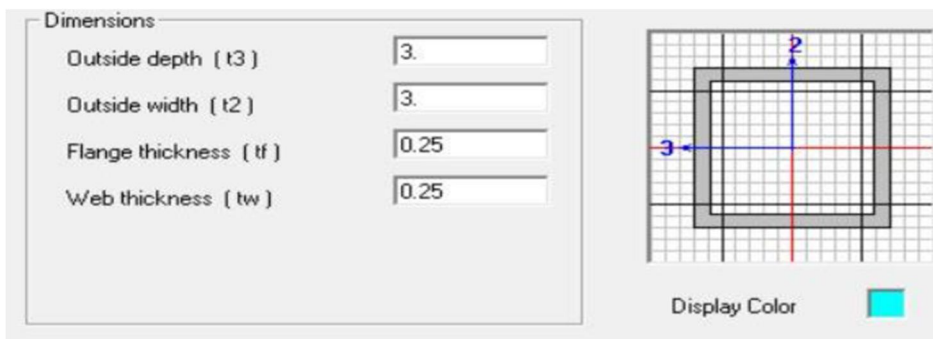 Dimensions
Outside depth ( t3 ) 3.
Outside width ( t2 ) 3.
Flange thickness ( tf ) 0.25
Web thickness ( tw ) 0.25
2
3
Display Color